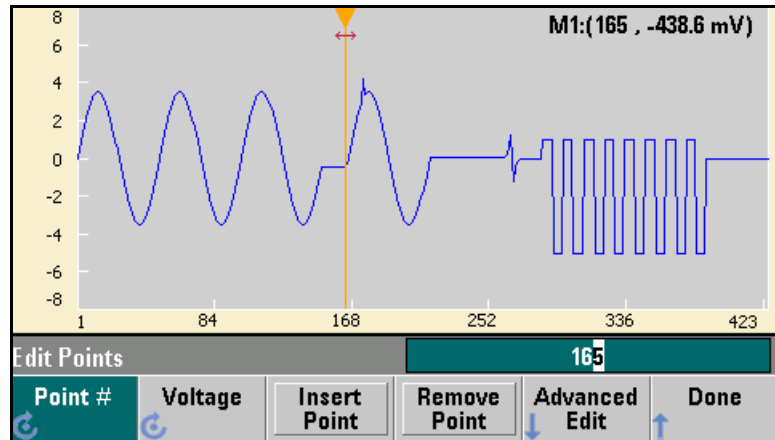 8
M1:(165 , -438.6 mV)
6
4
2
0
-2
-4
-6
-8
1 84 168 252 336 423
Edit Points 165
Point # Voltage Insert Point Remove Point Advanced Edit Done